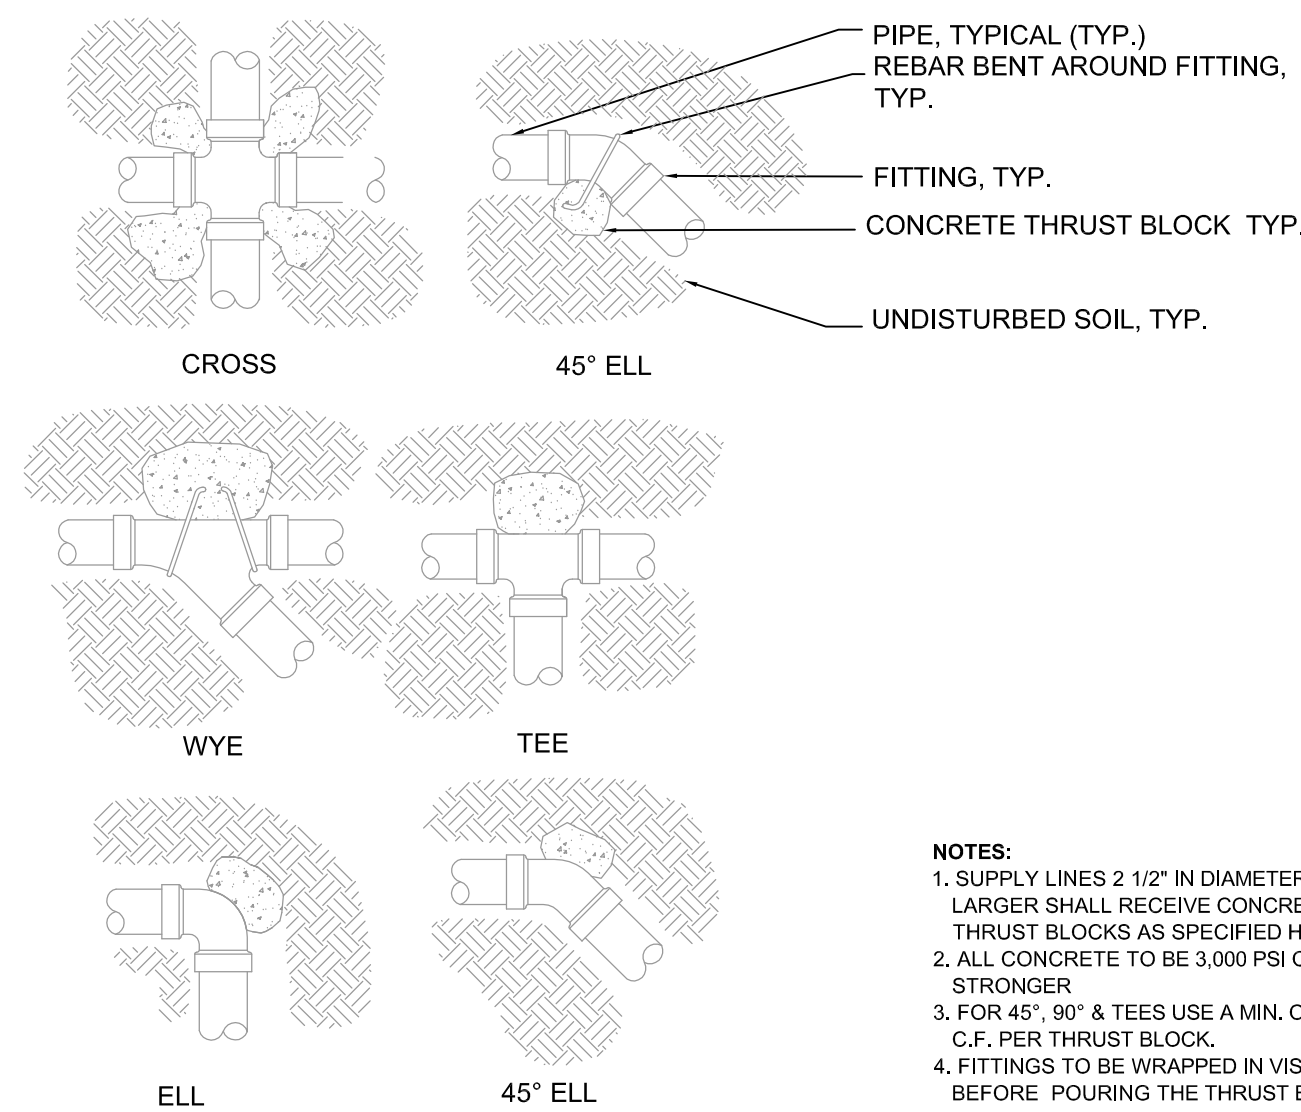 PIPE, TYPICAL (TYP.)
REBAR BENT AROUND FITTING,
TYP.
FITTING, TYP.
CONCRETE THRUST BLOCK TYP.
UNDISTURBED SOIL, TYP.
CROSS
45° ELL
WYE
TEE
ELL
45° ELL
NOTES:
1. SUPPLY LINES 2 1/2" IN DIAMETER
LARGER SHALL RECEIVE
THRUST BLOCKS AS SPECIFIED
2. ALL CONCRETE TO BE 3,000 PSI
STRONGER
3. FOR 45°, 90° & TEES USE A MIN.
C.F. PER THRUST BLOCK.
4. FITTINGS TO BE WRAPPED IN
BEFORE POURING THE THRUST